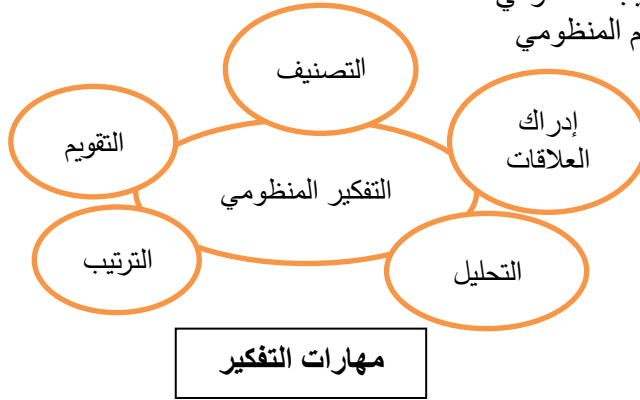 م المنظومي
التصنيف
إدراك
العلاقات
التقويم
التفكير المنظومي
الترتيب
التحليل
مهارات التفكير